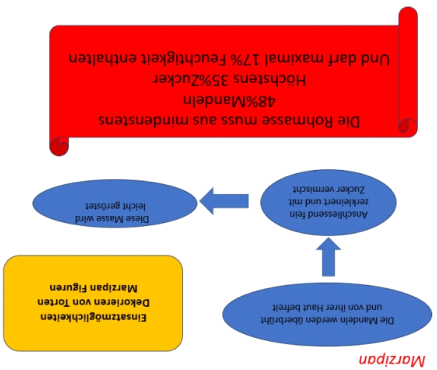 Marzipan
Die Mandeln werden überbrüht
und von ihrer Haut befreit
Einsatzmöglichkeiten
Dekorieren von Torten
Marzipan Figuren
Anschliessend fein
zerkleinert und mit
Zucker vermischt
Diese Masse wird
leicht geröstet
Die Rohmasse muss aus mindestens
48%Mandeln
Höchstens 35%Zucker
Und darf maximal 17% Feuchtigkeit enthalten